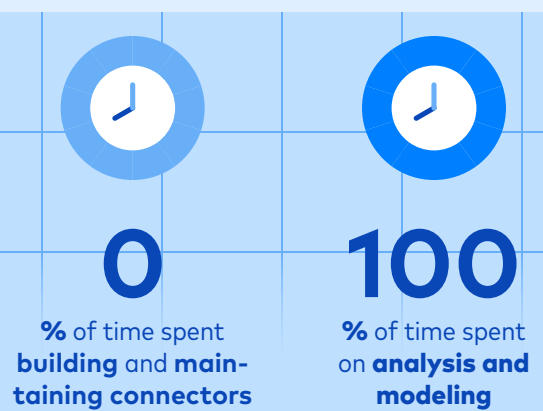 0
% of time spent
building and main-
taining connectors
100
% of time spent
on analysis and
modeling